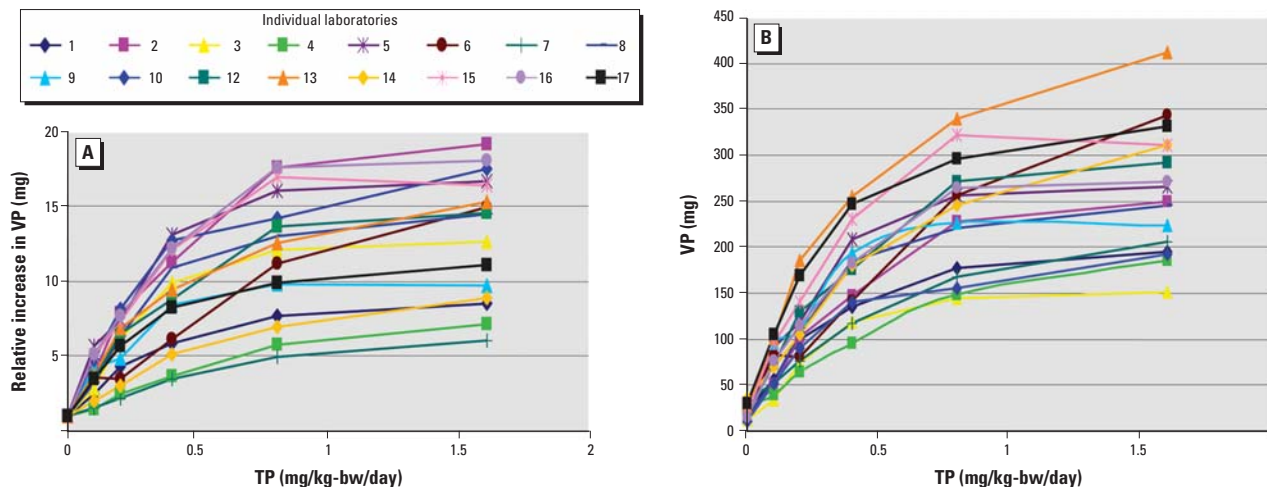 Individual laboratories
1 2 3 4 5 6 7 8
9 10 12 13 14 15 16 17
A
20
15
10
5
Relative increase in VP (mg)
0 0.5 1 1.5 2
TP (mg/kg-bw/day)
B
450
400
350
300
250
200
150
100
50
0
VP (mg)
0 0.5 1 1.5
TP (mg/kg-bw/day)